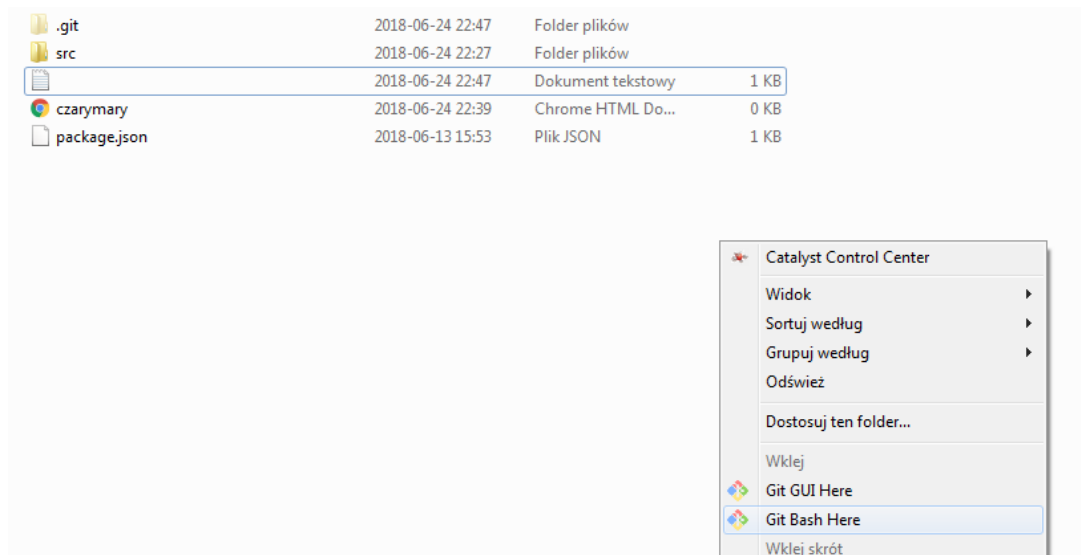 .git 2018-06-24 22:47 Folder plików
src 2018-06-24 22:27 Folder plików
2018-06-24 22:47 Dokument tekstowy 1 KB
czarymary 2018-06-24 22:39 Chrome HTML Do... 0 KB
package.json 2018-06-13 15:53 Plik JSON 1 KB
Catalyst Control Center
Widok
Sortuj według
Grupuj według
Odśwież
Dostosuj ten folder...
Wklej
Git GUI Here
Git Bash Here
Wklej skrót